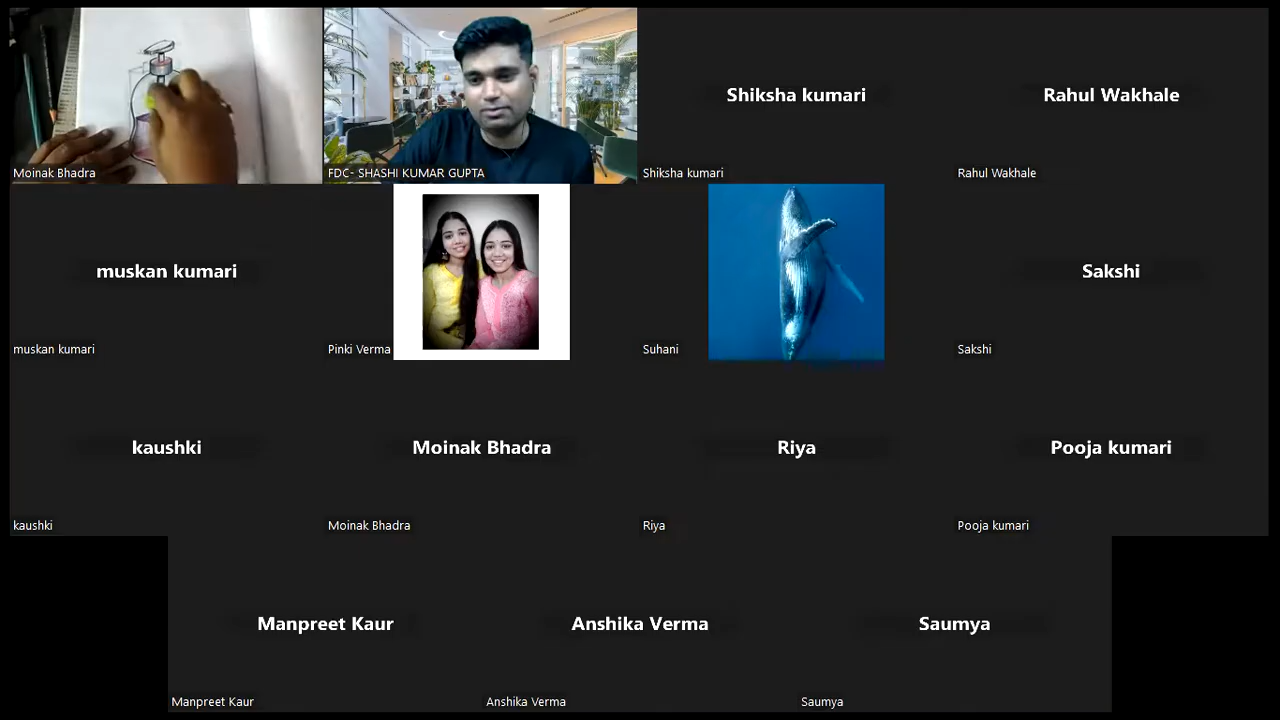 Moinak Bhadra
FDC- SHASHI KUMAR GUPTA
Shiksha kumari
Shiksha kumari
Rahul Wakhale
Rahul Wakhale
muskan kumari
muskan kumari
Pinki Verma
Suhani
Sakshi
Sakshi
kaushki
kaushki
Moinak Bhadra
Moinak Bhadra
Riya
Riya
Pooja kumari
Pooja kumari
Manpreet Kaur
Manpreet Kaur
Anshika Verma
Anshika Verma
Saumya
Saumya